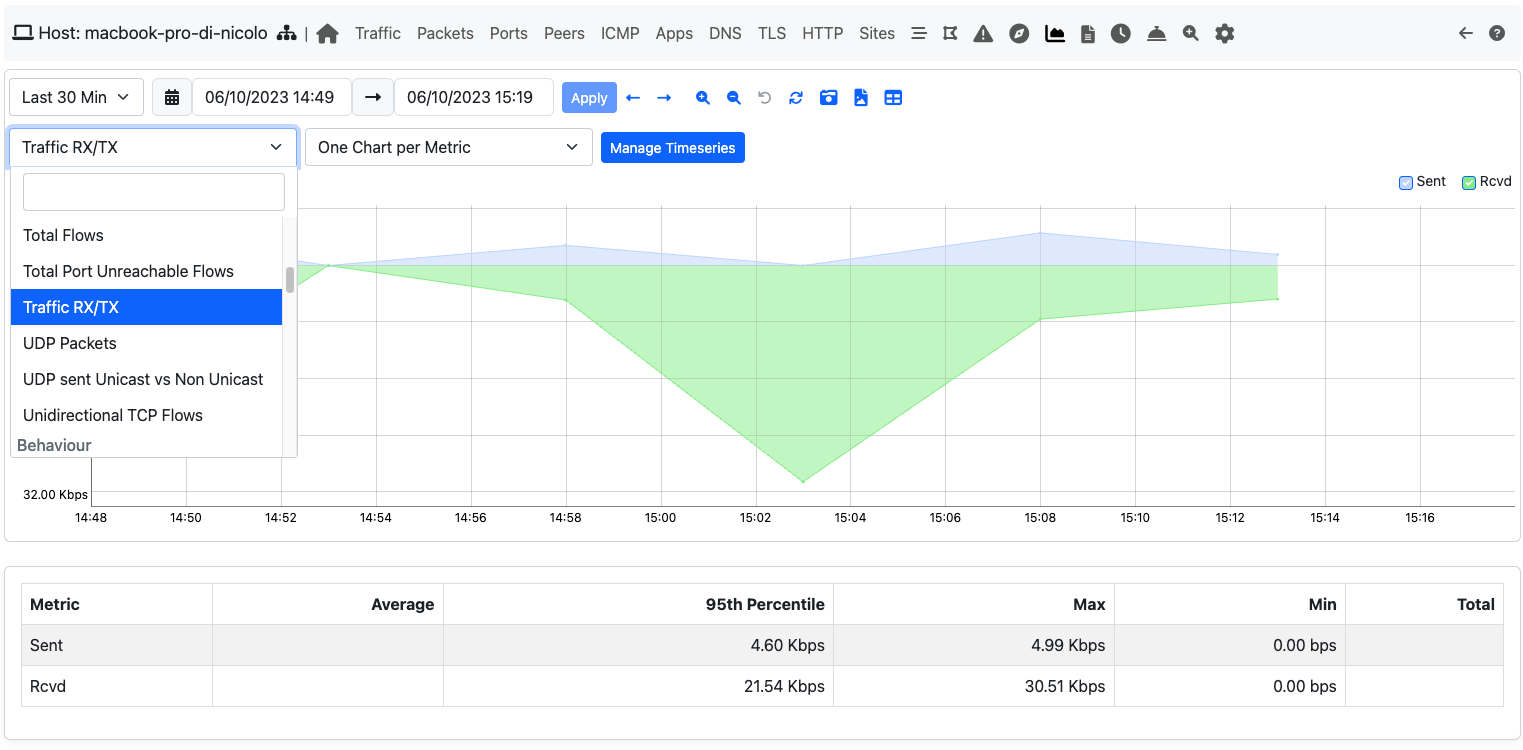 Host: macbook-pro-di-nicolo | Traffic Packets Ports Peers ICMP Apps DNS TLS HTTP Sites
Last 30 Min 06/10/2023 14:49 06/10/2023 15:19 Apply
Traffic RX/TX One Chart per Metric Manage Timeseries
Sent Rcvd
Total Flows
Total Port Unreachable Flows
Traffic RX/TX
UDP Packets
UDP sent Unicast vs Non Unicast
Unidirectional TCP Flows
Behaviour
32.00 Kbps
14:48 14:50 14:52 14:54 14:56 14:58 15:00 15:02 15:04 15:06 15:08 15:10 15:12 15:14 15:16
Metric Average 95th Percentile Max Min Total
Sent 4.60 Kbps 4.99 Kbps 0.00 bps
Rcvd 21.54 Kbps 30.51 Kbps 0.00 bps